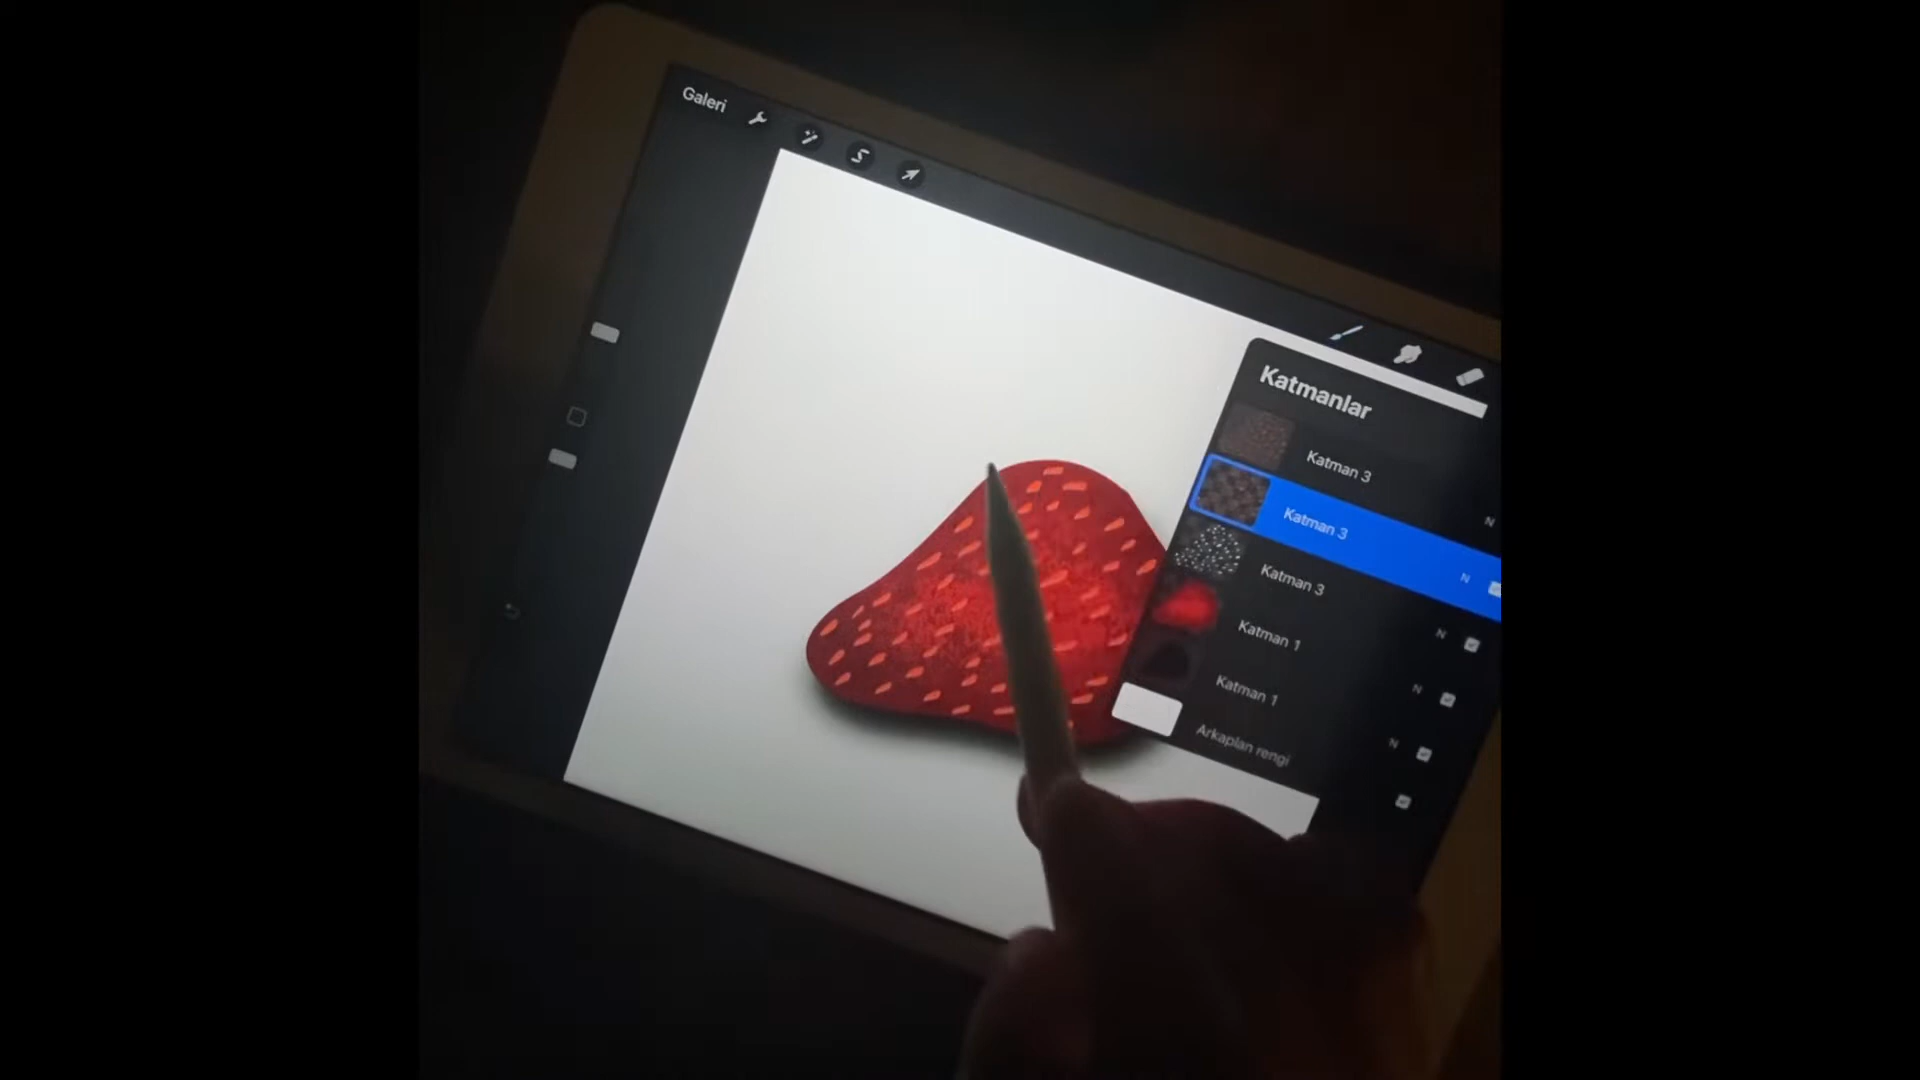 Galeri
Katmanlar
Katman 3
N
Katman 3
N
Katman 3
N
Katman 1
N
Katman 1
N
Arkaplan rengi